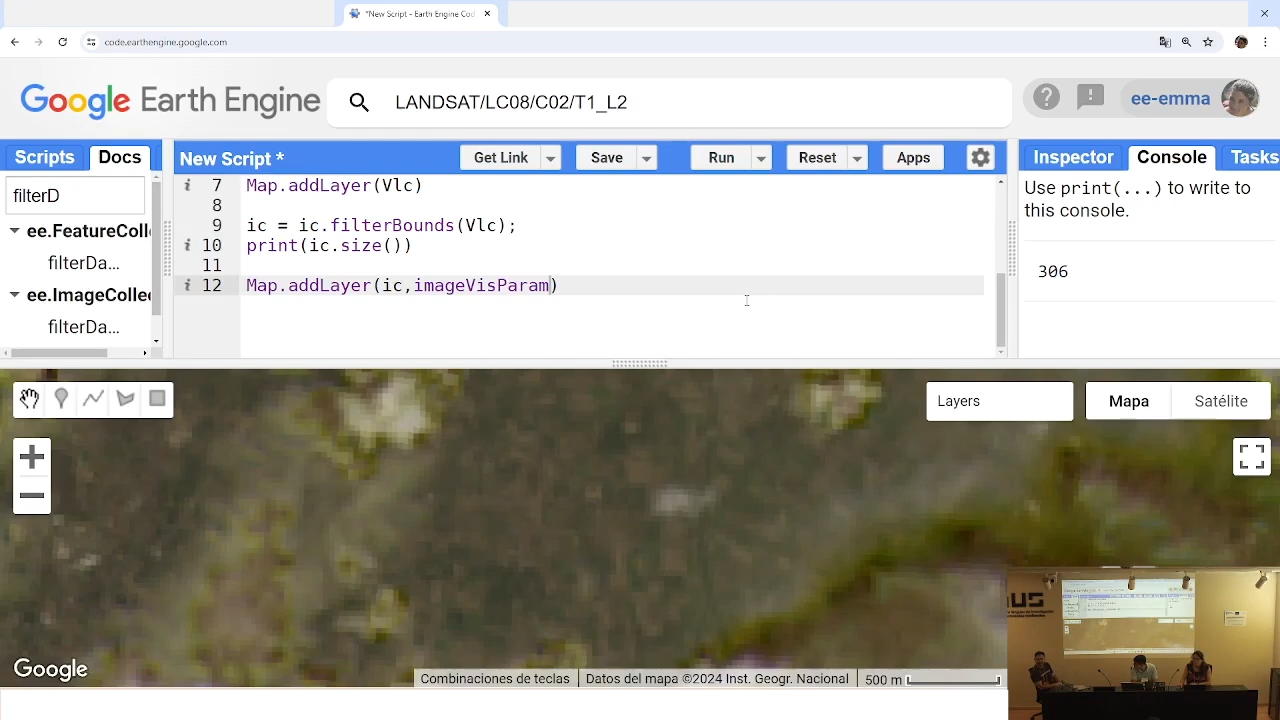 *New Script - Earth Engine Cod
code.earthengine.google.com
Google Earth Engine
LANDSAT/LC08/C02/T1_L2
ee-emma
Scripts
Docs
New Script *
Get Link
Save
Run
Reset
Apps
Inspector
Console
Tasks
filterD
ee.FeatureColle
filterDa...
ee.ImageCollec
filterDa...
7 Map.addLayer(Vlc)
8
9 ic = ic.filterBounds(Vlc);
10 print(ic.size())
11
12 Map.addLayer(ic,imageVisParam)
Use print(...) to write to
this console.
306
Layers
Mapa
Satélite
Google
Combinaciones de teclas
Datos del mapa ©2024 Inst. Geogr. Nacional
500 m